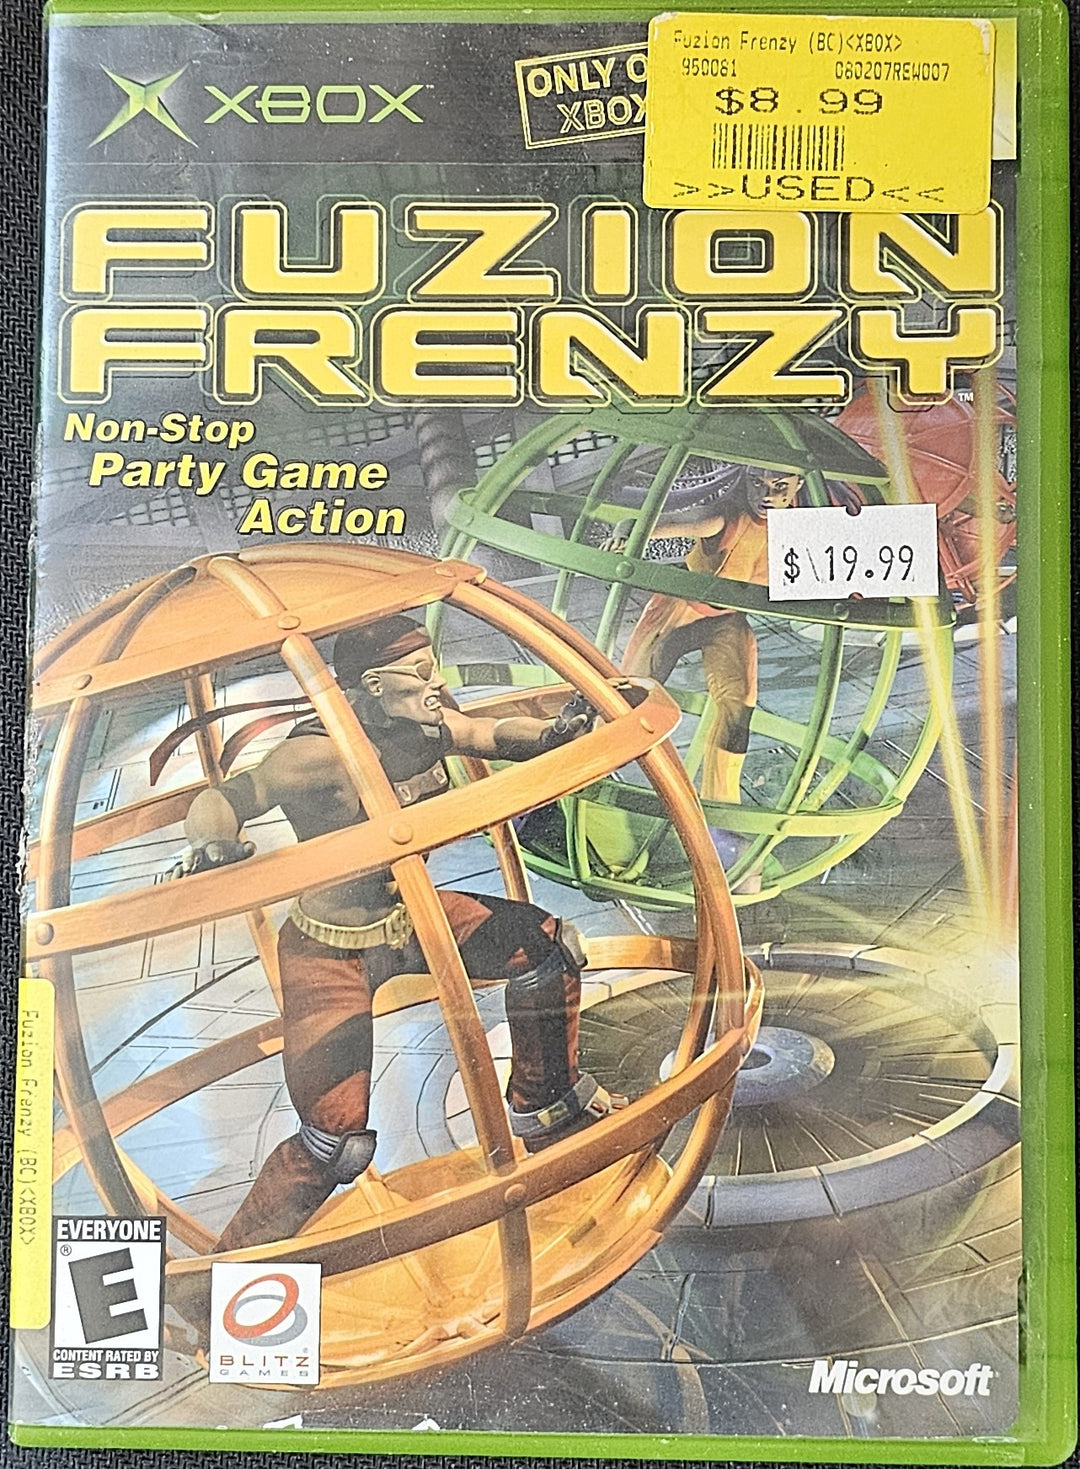 Fuzion Frenzy (BC)<XBOX>
950081 080207REW007
$8.99
>>USED<<
XBOX
ONLY O
XBOX
FUZION
FRENZY™
Non-Stop
Party Game
Action
$19.99
Fuzion Frenzy (BC)<XBOX>
EVERYONE
E®
CONTENT RATED BY
ESRB
BLITZ®
GAMES
Microsoft®